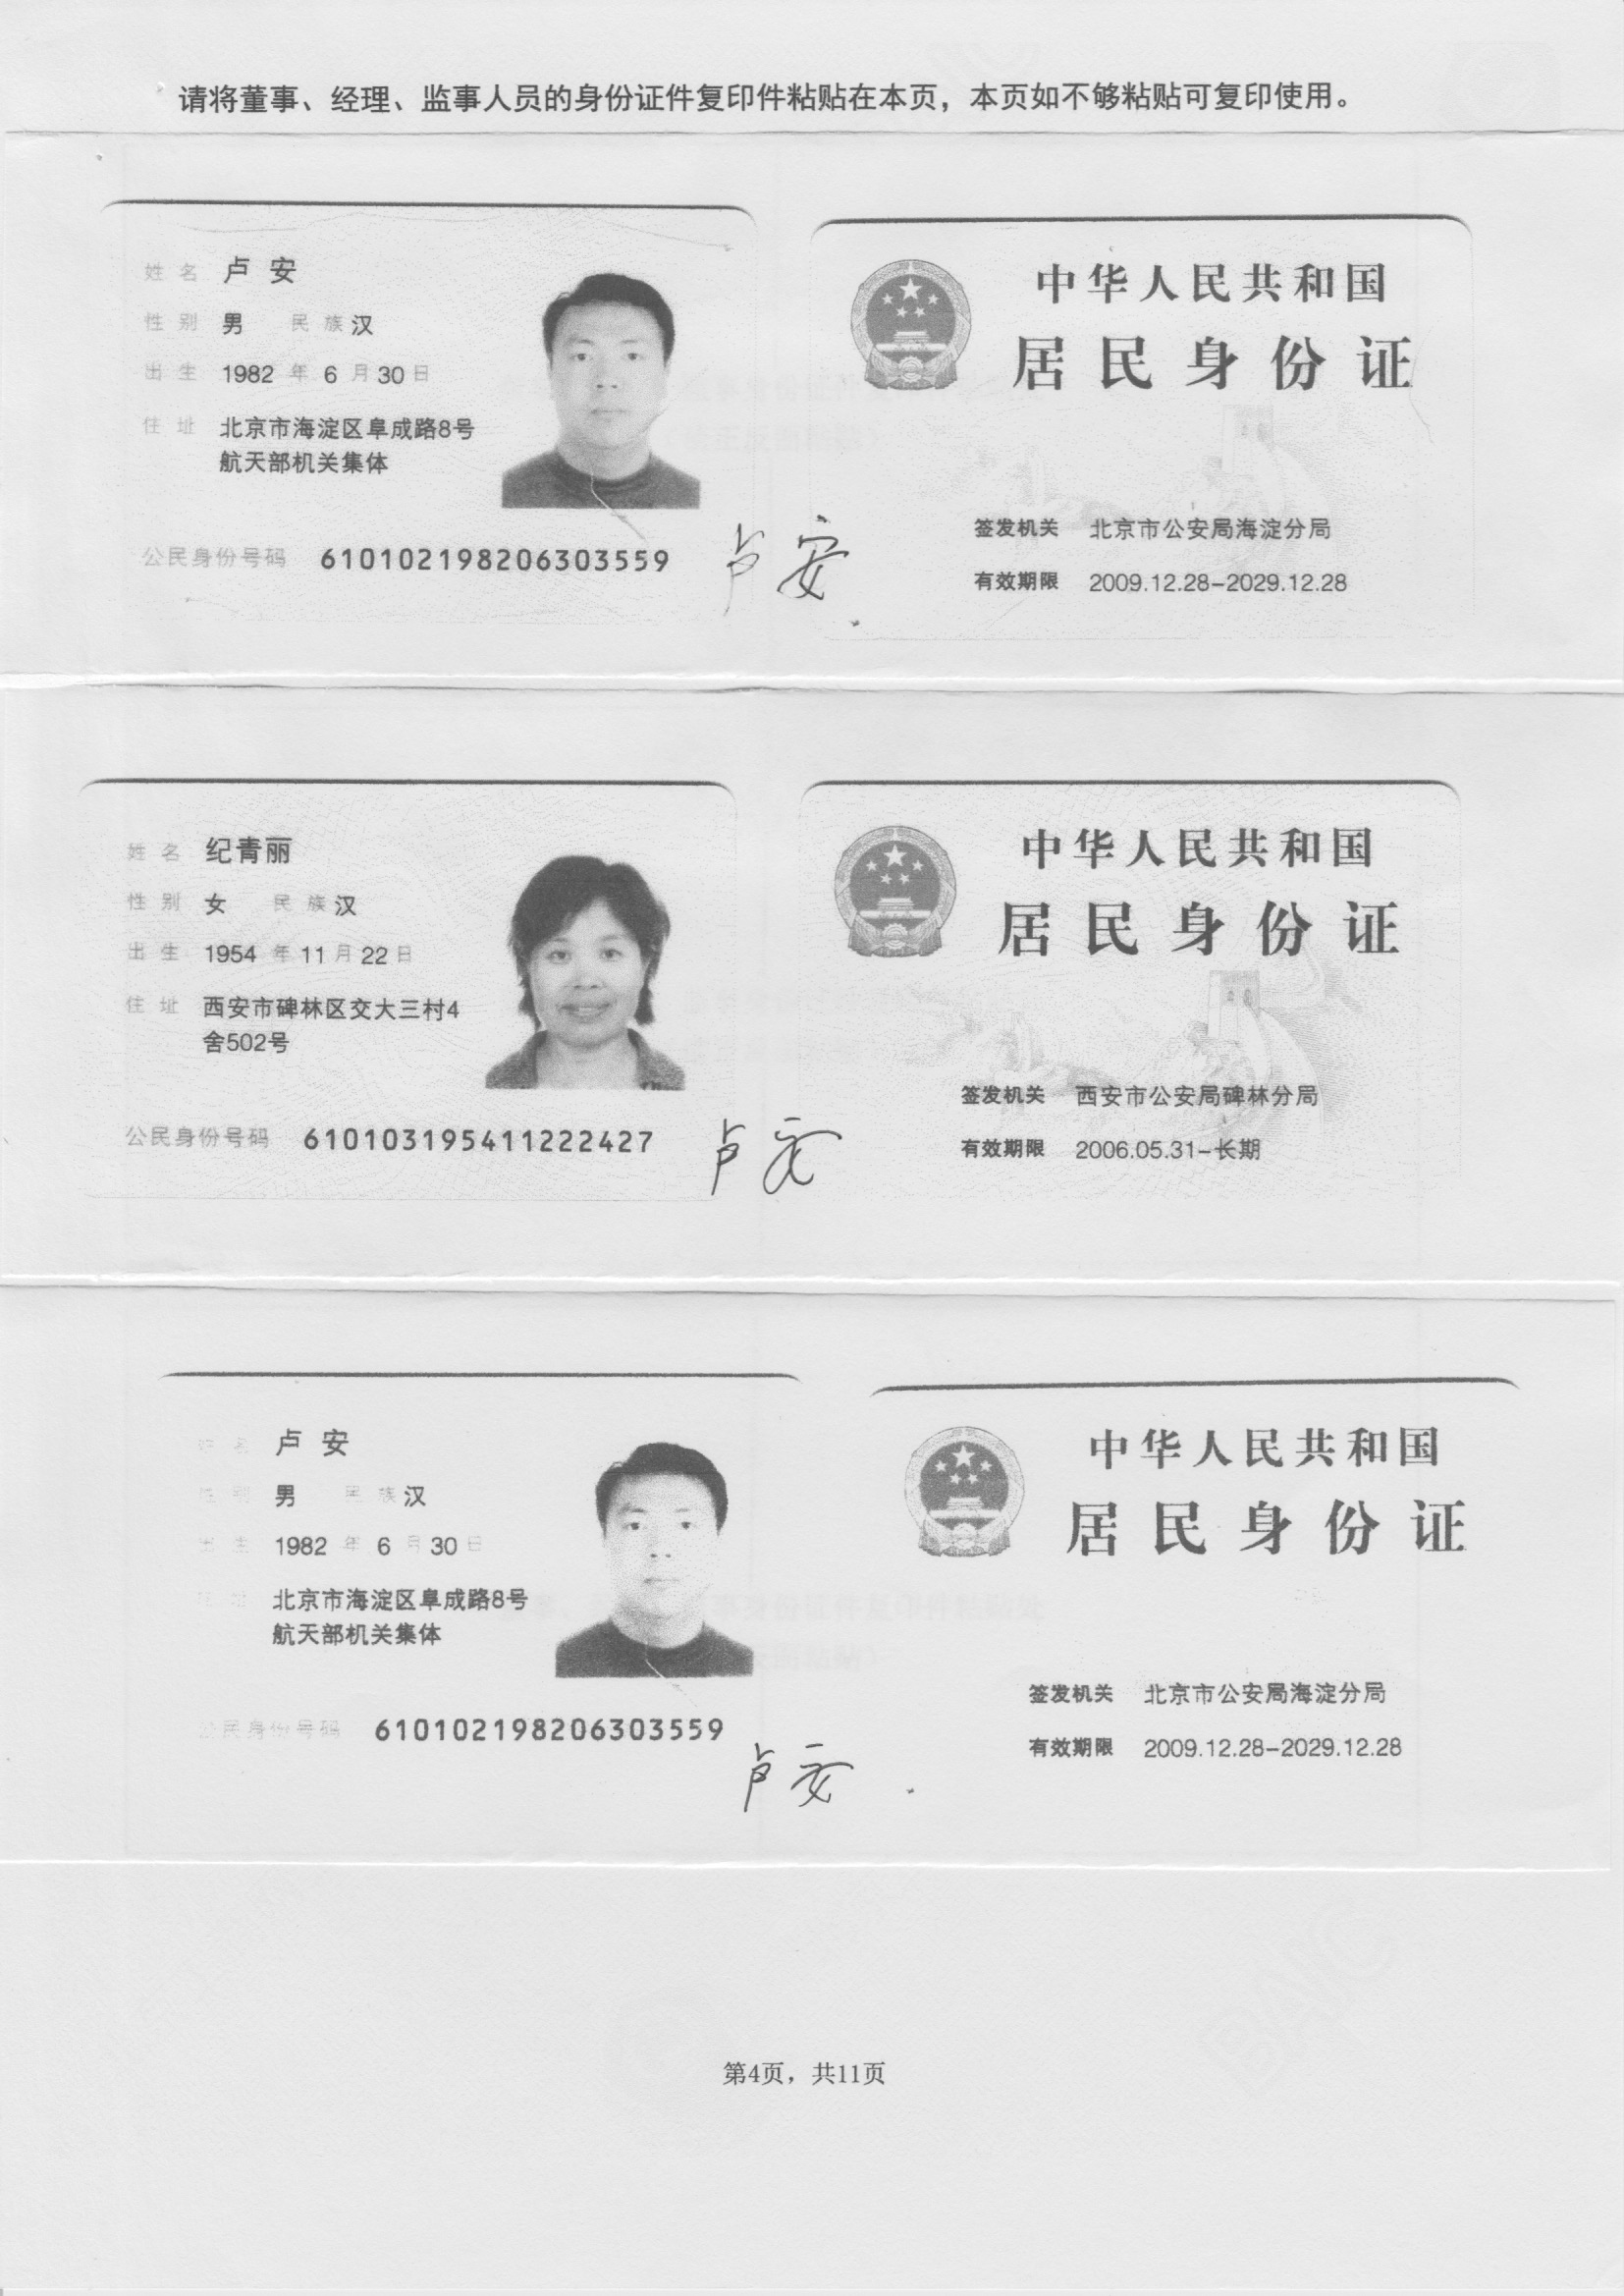 请将董事、经理、监事人员的身份证件复印件粘贴在本页，本页如不够粘贴可复印使用。
姓名 卢安
性别 男 民族 汉
出生 1982 年 6 月 30 日
住址 北京市海淀区阜成路8号
航天部机关集体
公民身份号码 610102198206303559
卢安
中华人民共和国
居民身份证
签发机关 北京市公安局海淀分局
有效期限 2009.12.28-2029.12.28
姓名 纪青丽
性别 女 民族 汉
出生 1954 年 11 月 22 日
住址 西安市碑林区交大三村4
舍502号
公民身份号码 610103195411222427
卢安
中华人民共和国
居民身份证
签发机关 西安市公安局碑林分局
有效期限 2006.05.31-长期
姓名 卢安
性别 男 民族 汉
出生 1982 年 6 月 30 日
住址 北京市海淀区阜成路8号
航天部机关集体
公民身份号码 610102198206303559
卢安
中华人民共和国
居民身份证
签发机关 北京市公安局海淀分局
有效期限 2009.12.28-2029.12.28
第4页，共11页